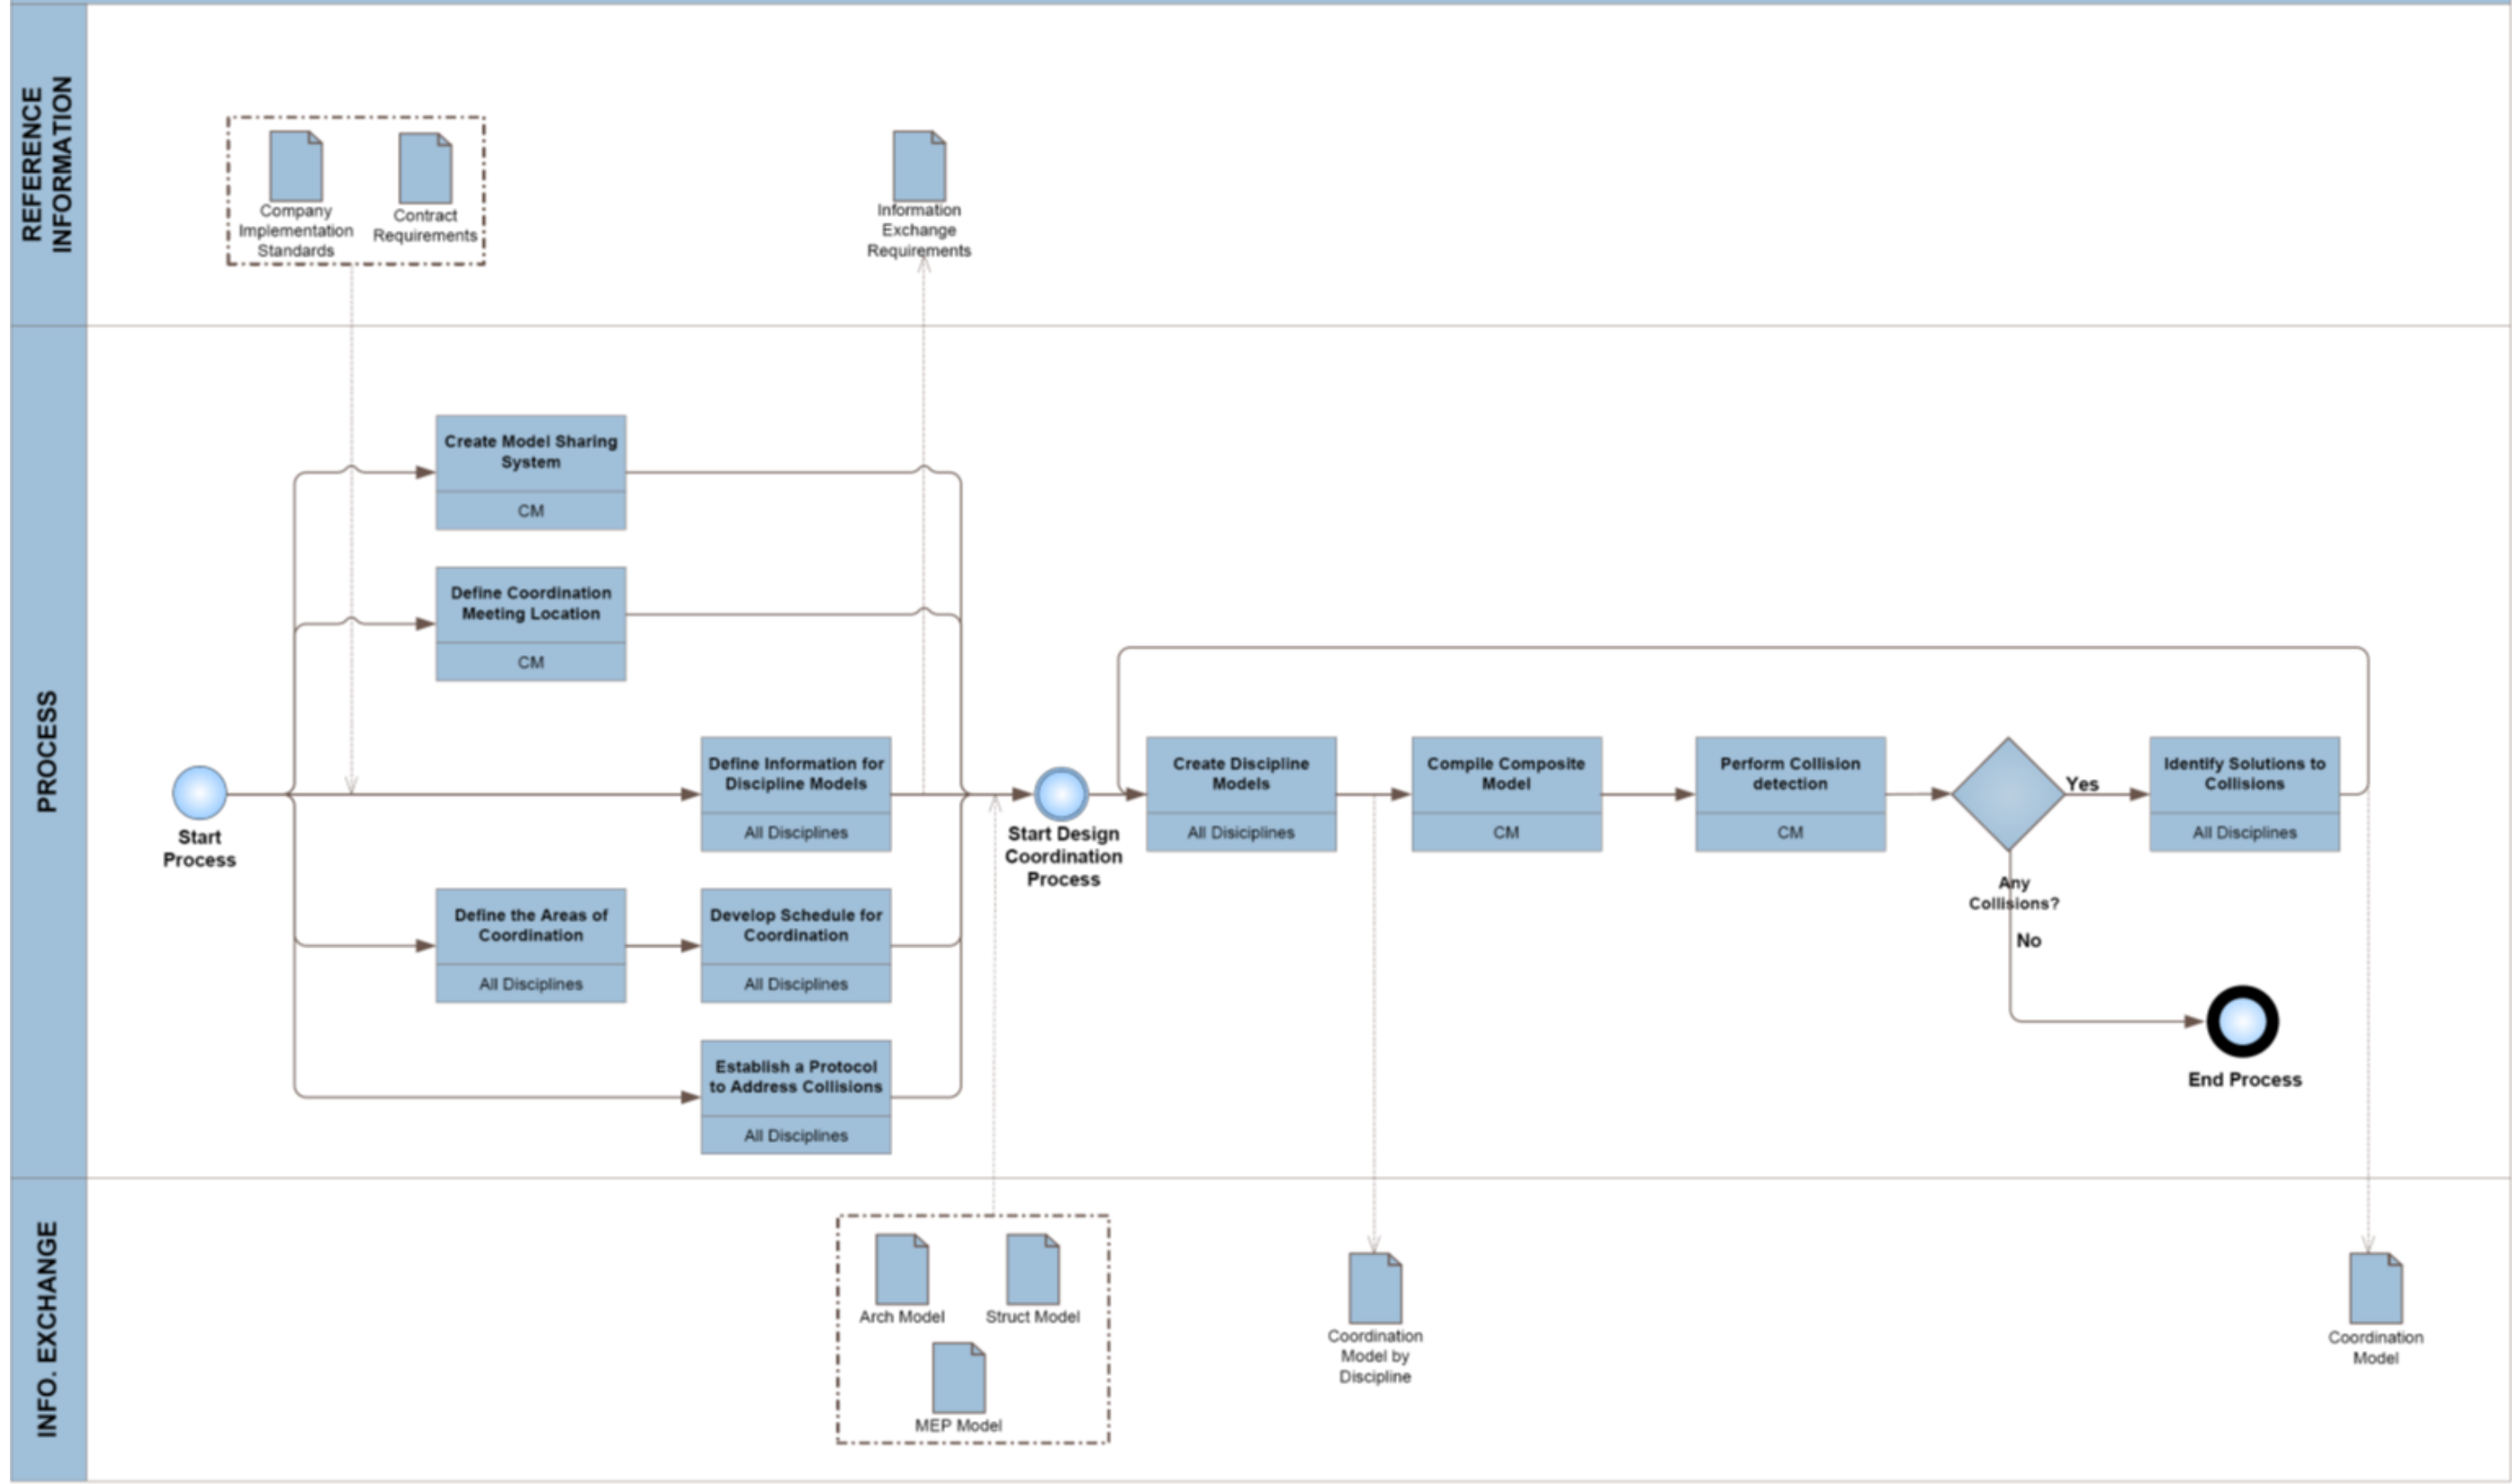 REFERENCE
INFORMATION
Company
Implementation
Standards
Contract
Requirements
Information
Exchange
Requirements
PROCESS
Start
Process
Create Model Sharing
System
CM
Define Coordination
Meeting Location
CM
Define Information for
Discipline Models
All Disciplines
Define the Areas of
Coordination
All Disciplines
Develop Schedule for
Coordination
All Disciplines
Establish a Protocol
to Address Collisions
All Disciplines
Start Design
Coordination
Process
Create Discipline
Models
All Disiciplines
Compile Composite
Model
CM
Perform Collision
detection
CM
Any
Collisions?
Yes
No
Identify Solutions to
Collisions
All Disciplines
End Process
INFO. EXCHANGE
Arch Model
Struct Model
MEP Model
Coordination
Model by
Discipline
Coordination
Model